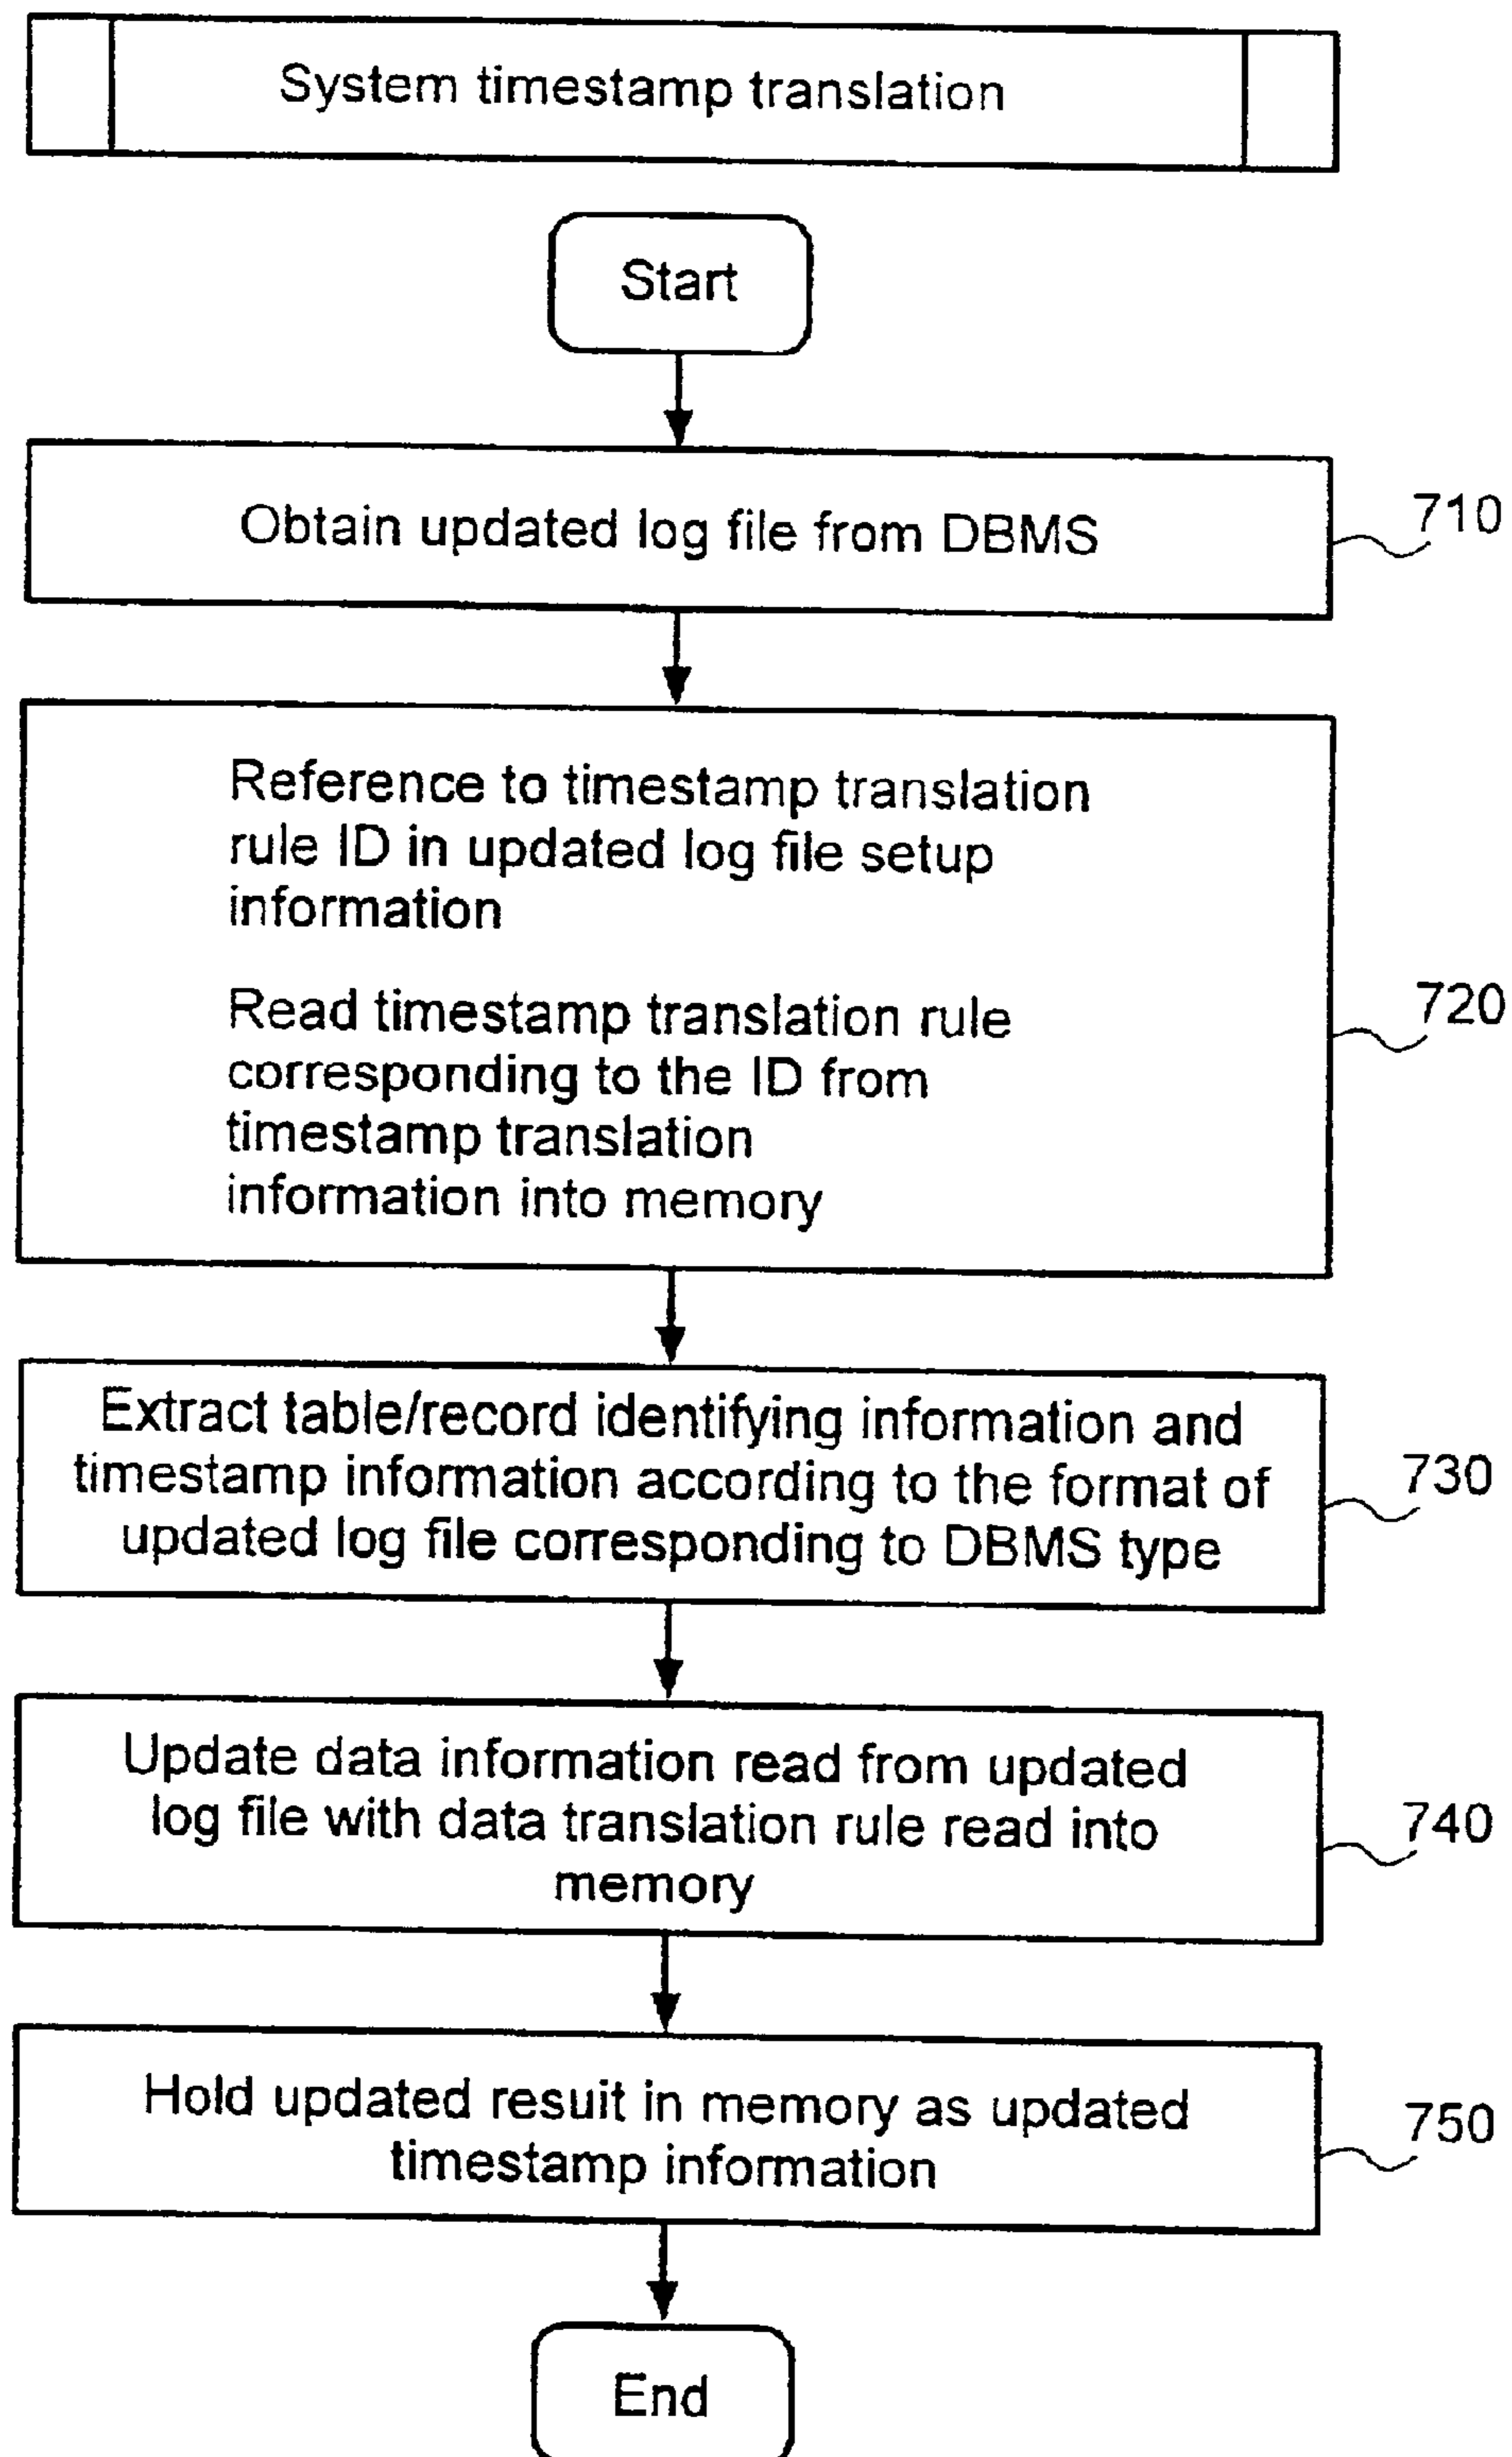 System timestamp translation
Start
Obtain updated log file from DBMS
710
Reference to timestamp translation
rule ID in updated log file setup
information
Read timestamp translation rule
corresponding to the ID from
timestamp translation
information into memory
720
Extract table/record identifying information and
timestamp information according to the format of
updated log file corresponding to DBMS type
730
Update data information read from updated
log file with data translation rule read into
memory
740
Hold updated resuit in memory as updated
timestamp information
750
End